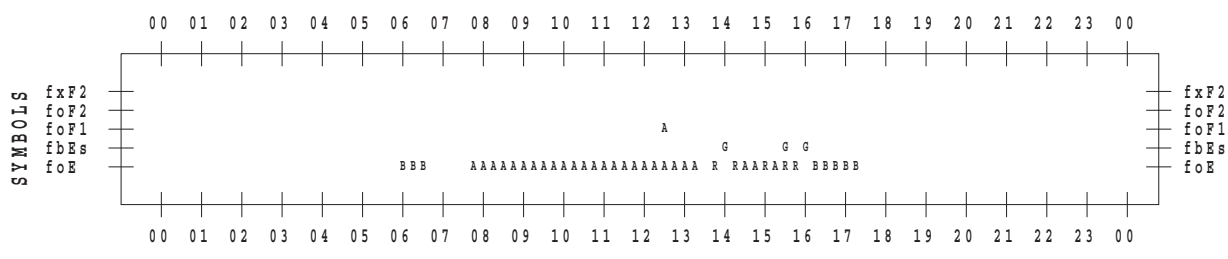 00 01 02 03 04 05 06 07 08 09 10 11 12 13 14 15 16 17 18 19 20 21 22 23 00
SYMBOLS
fxF2 fxF2
foF2 foF2
foF1 A foF1
fbEs G G G fbEs
foE BBB AAAAAAAAAAAAAAAAAAAAAAA R RAARARR BBBBB foE
00 01 02 03 04 05 06 07 08 09 10 11 12 13 14 15 16 17 18 19 20 21 22 23 00